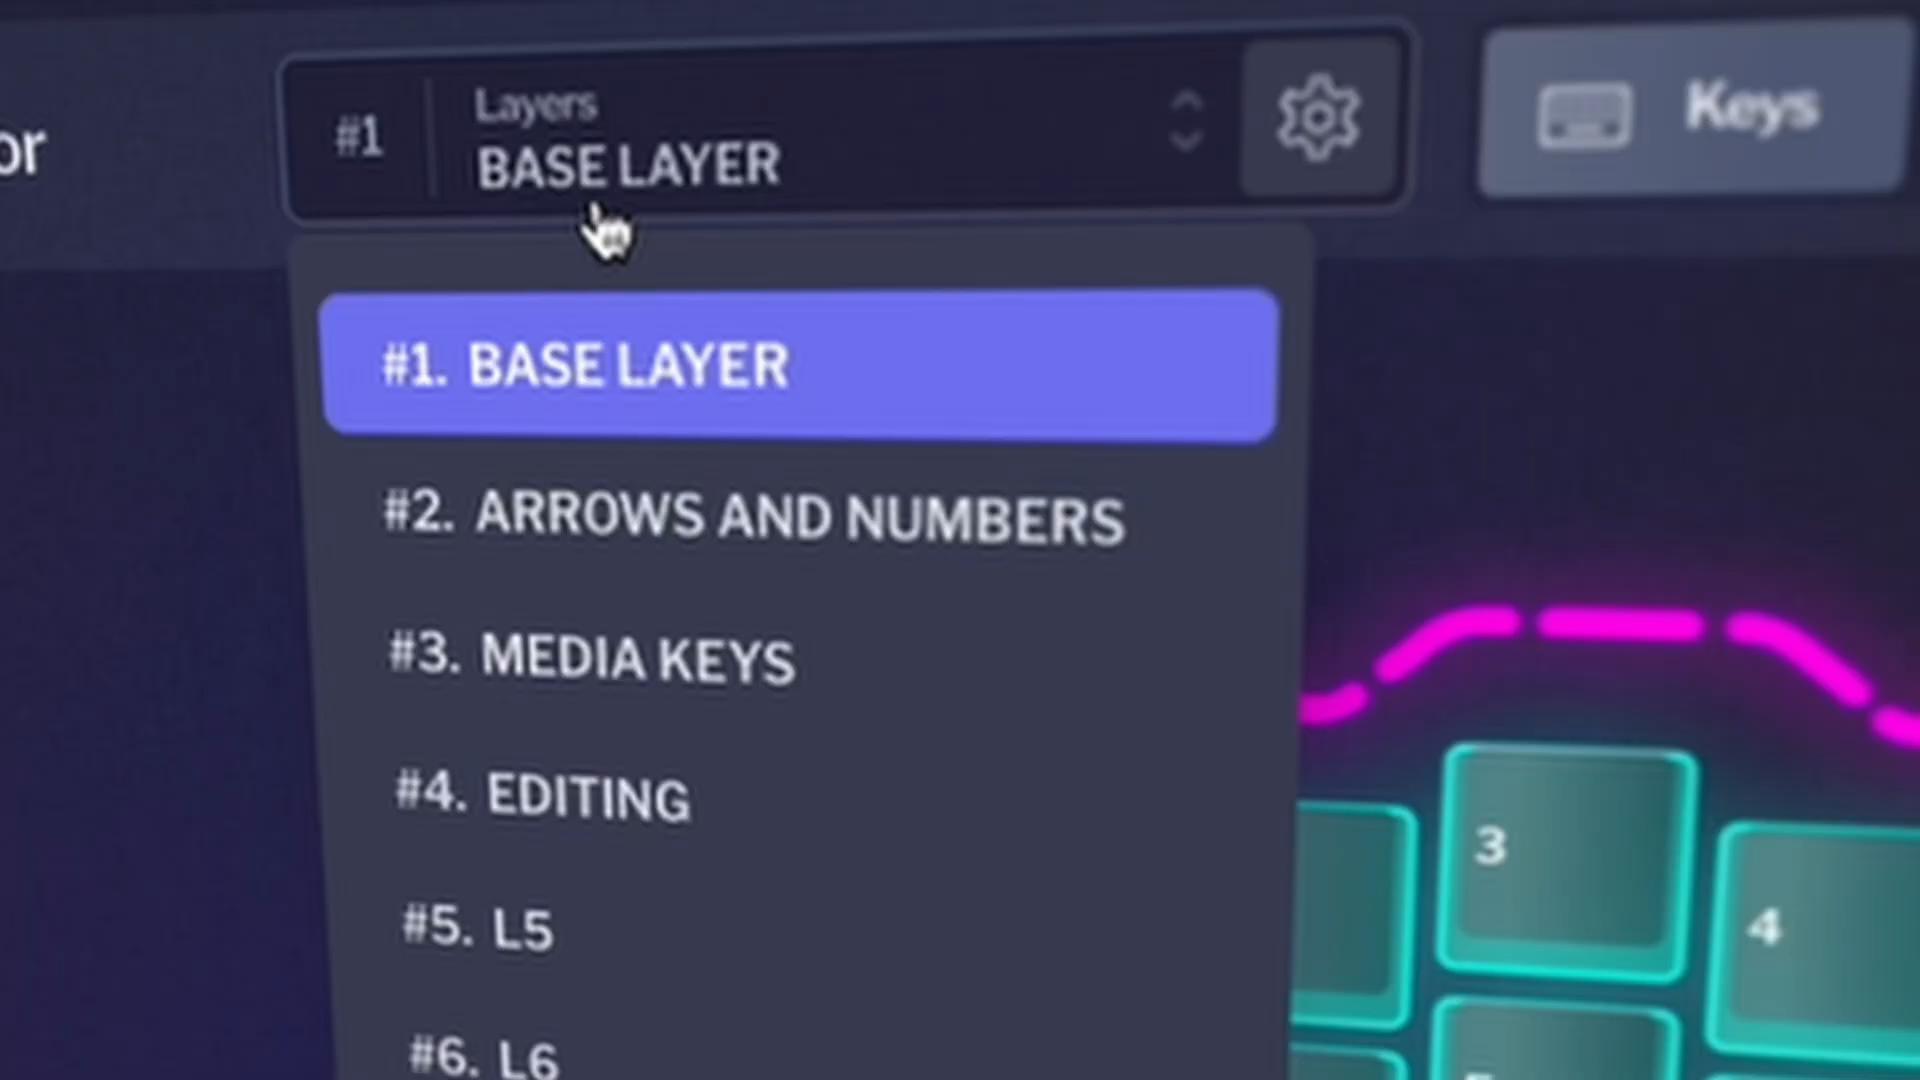 or
#1
Layers
BASE LAYER
Keys
#1. BASE LAYER
#2. ARROWS AND NUMBERS
#3. MEDIA KEYS
#4. EDITING
#5. L5
#6. L6
3
4